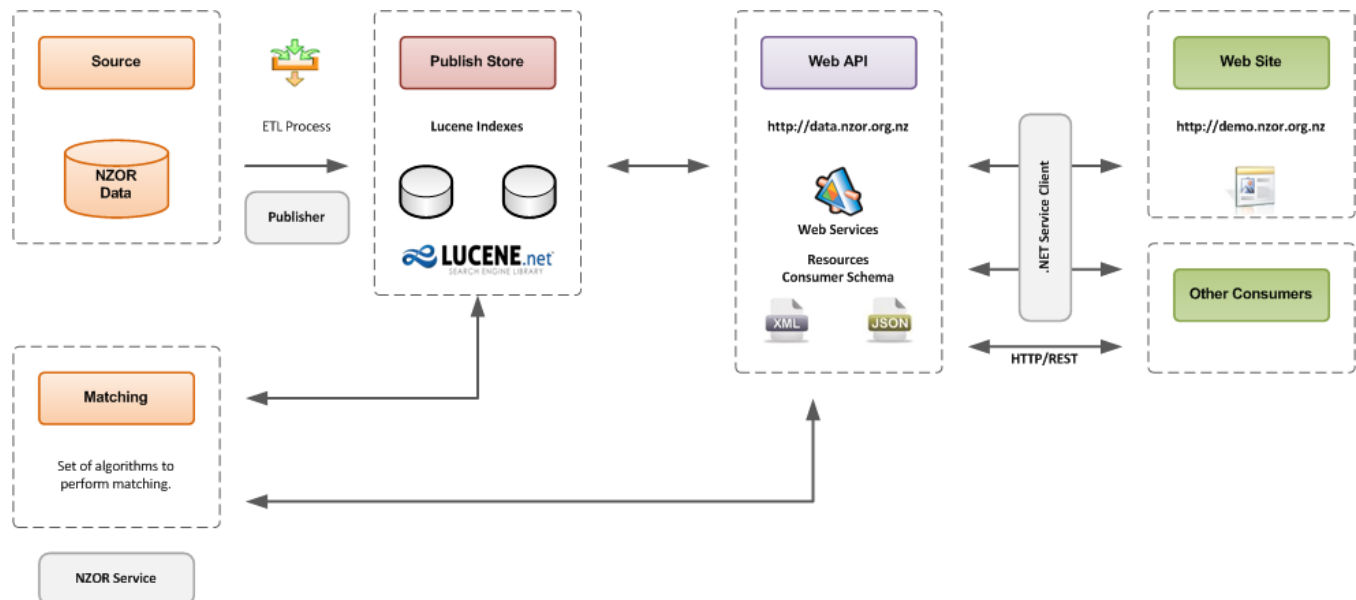 Source
NZOR
Data
ETL Process
Publisher
Publish Store
Lucene Indexes
LUCENE.net
SEARCH ENGINE LIBRARY
Web API
http://data.nzor.org.nz
Web Services
Resources
Consumer Schema
XML
JSON
.NET Service Client
HTTP/REST
Web Site
http://demo.nzor.org.nz
Other Consumers
Matching
Set of algorithms to
perform matching.
NZOR Service